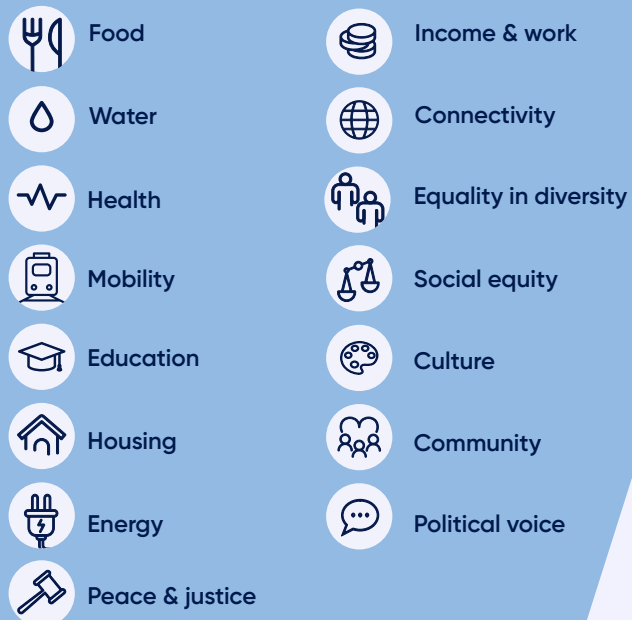 Food
Water
Health
Mobility
Education
Housing
Energy
Peace & justice
Income & work
Connectivity
Equality in diversity
Social equity
Culture
Community
Political voice